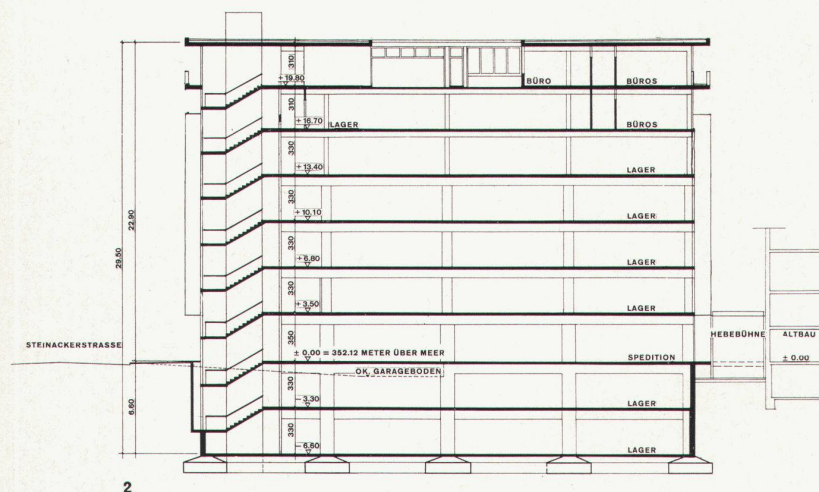 310
+ 19.80
BÜRO
BÜROS
310
+ 16.70
LAGER
BÜROS
330
+ 13.40
LAGER
330
+ 10.10
LAGER
22.90
29.50
330
+ 6.80
LAGER
330
+ 3.50
LAGER
STEINACKERSTRASSE
350
± 0.00 = 352.12 METER ÜBER MEER
SPEDITION
HEBEBÜHNE
ALTBAU
± 0.00
OK. GARAGEBODEN
6.60
330
− 3.30
LAGER
330
− 6.60
LAGER
2